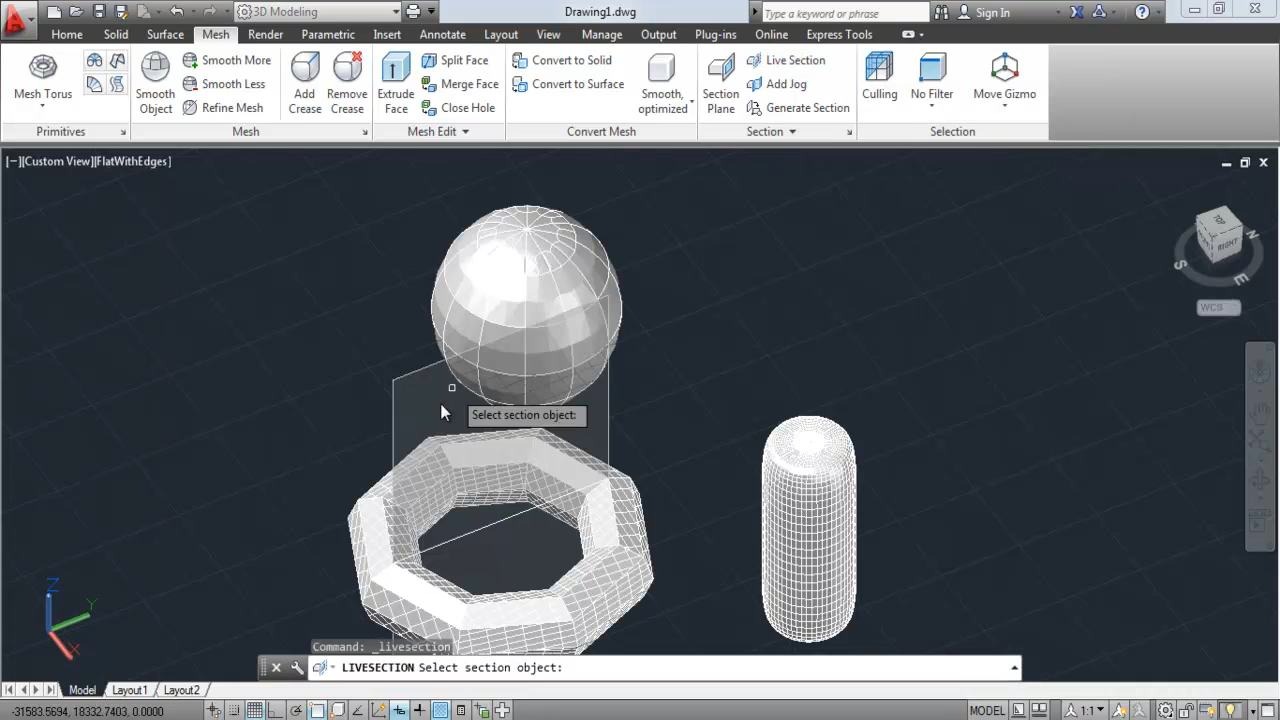 3D Modeling
Drawing1.dwg
Type a keyword or phrase
Sign In
Home Solid Surface Mesh Render Parametric Insert Annotate Layout View Manage Output Plug-ins Online Express Tools
Mesh Torus
Smooth Object
Smooth More
Smooth Less
Refine Mesh
Add Crease
Remove Crease
Extrude Face
Split Face
Merge Face
Close Hole
Convert to Solid
Convert to Surface
Smooth, optimized
Section Plane
Live Section
Add Jog
Generate Section
Culling
No Filter
Move Gizmo
Primitives Mesh Mesh Edit Convert Mesh Section Selection
[−][Custom View][FlatWithEdges]
TOP
RIGHT
N
S
E
WCS
Select section object:
Z
Y
X
Command: _livesection
LIVESECTION Select section object:
Model Layout1 Layout2
-31583.5694, 18332.7403, 0.0000
MODEL
1:1